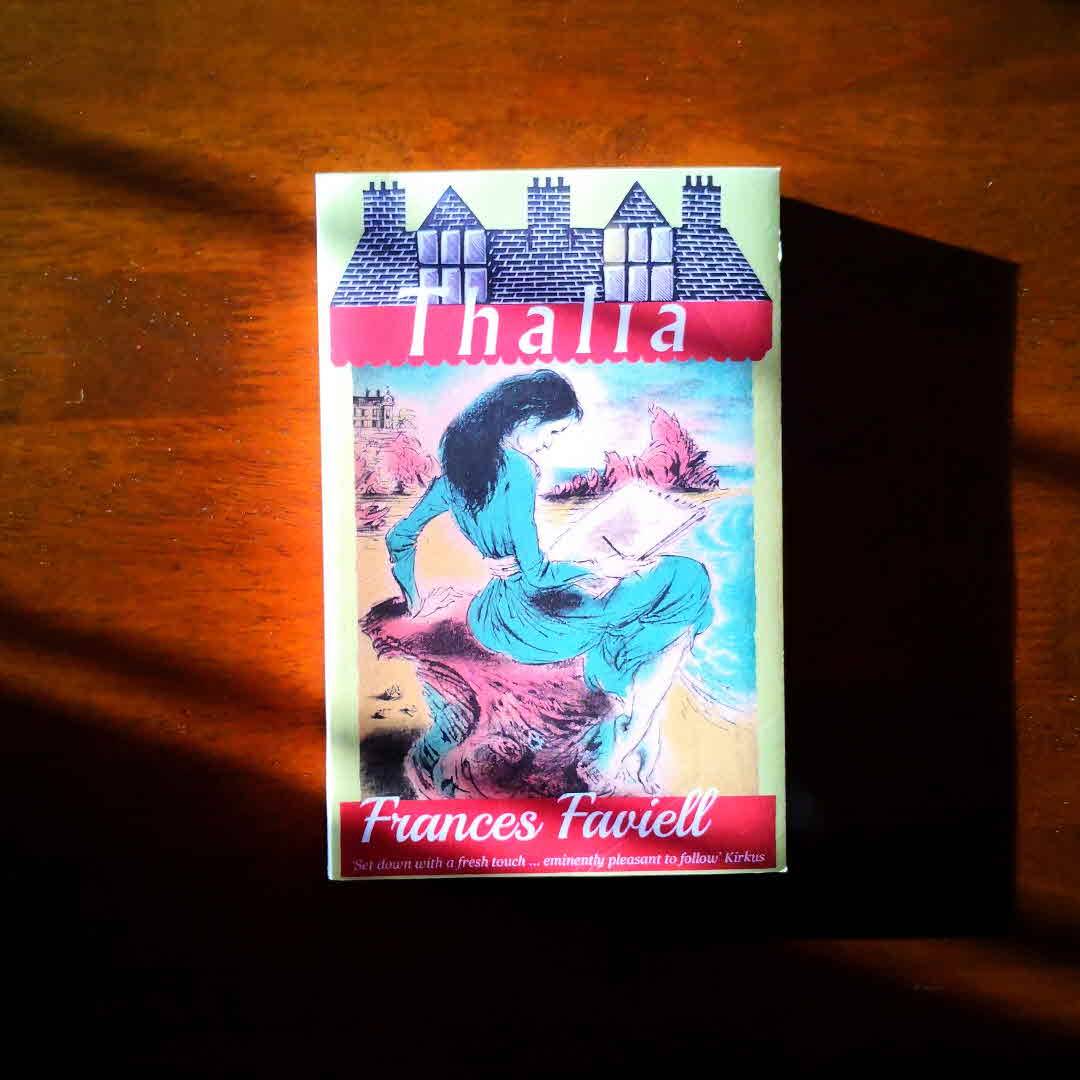 Thalia
Frances Faviell
'Set down with a fresh touch ... eminently pleasant to follow' Kirkus